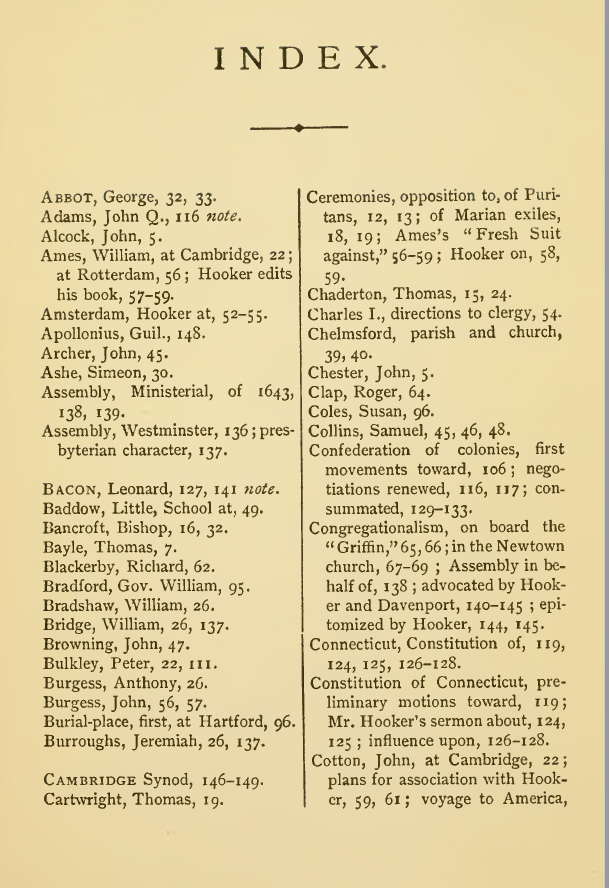 INDEX.
ABBOT, George, 32, 33.
Adams, John Q., 116 note.
Alcock, John, 5.
Ames, William, at Cambridge, 22;
at Rotterdam, 56; Hooker edits
his book, 57-59.
Amsterdam, Hooker at, 52-55.
Apollonius, Guil., 148.
Archer, John, 45.
Ashe, Simeon, 30.
Assembly, Ministerial, of 1643,
138, 139.
Assembly, Westminster, 136; pres-
byterian character, 137.
BACON, Leonard, 127, 141 note.
Baddow, Little, School at, 49.
Bancroft, Bishop, 16, 32.
Bayle, Thomas, 7.
Blackerby, Richard, 62.
Bradford, Gov. William, 95.
Bradshaw, William, 26.
Bridge, William, 26, 137.
Browning, John, 47.
Bulkley, Peter, 22, 111.
Burgess, Anthony, 26.
Burgess, John, 56, 57.
Burial-place, first, at Hartford, 96.
Burroughs, Jeremiah, 26, 137.
CAMBRIDGE Synod, 146-149.
Cartwright, Thomas, 19.
Ceremonies, opposition to, of Puri-
tans, 12, 13; of Marian exiles,
18, 19; Ames's "Fresh Suit
against," 56-59; Hooker on, 58,
59.
Chaderton, Thomas, 15, 24.
Charles I., directions to clergy, 54.
Chelmsford, parish and church,
39, 40.
Chester, John, 5.
Clap, Roger, 64.
Coles, Susan, 96.
Collins, Samuel, 45, 46, 48.
Confederation of colonies, first
movements toward, 106; nego-
tiations renewed, 116, 117; con-
summated, 129-133.
Congregationalism, on board the
"Griffin," 65, 66; in the Newtown
church, 67-69 ; Assembly in be-
half of, 138; advocated by Hook-
er and Davenport, 140-145 ; epi-
tomized by Hooker, 144, 145.
Connecticut, Constitution of, 119,
124, 125, 126-128.
Constitution of Connecticut, pre-
liminary motions toward, 119;
Mr. Hooker's sermon about, 124,
125 ; influence upon, 126-128.
Cotton, John, at Cambridge, 22;
plans for association with Hook-
er, 59, 61; voyage to America,